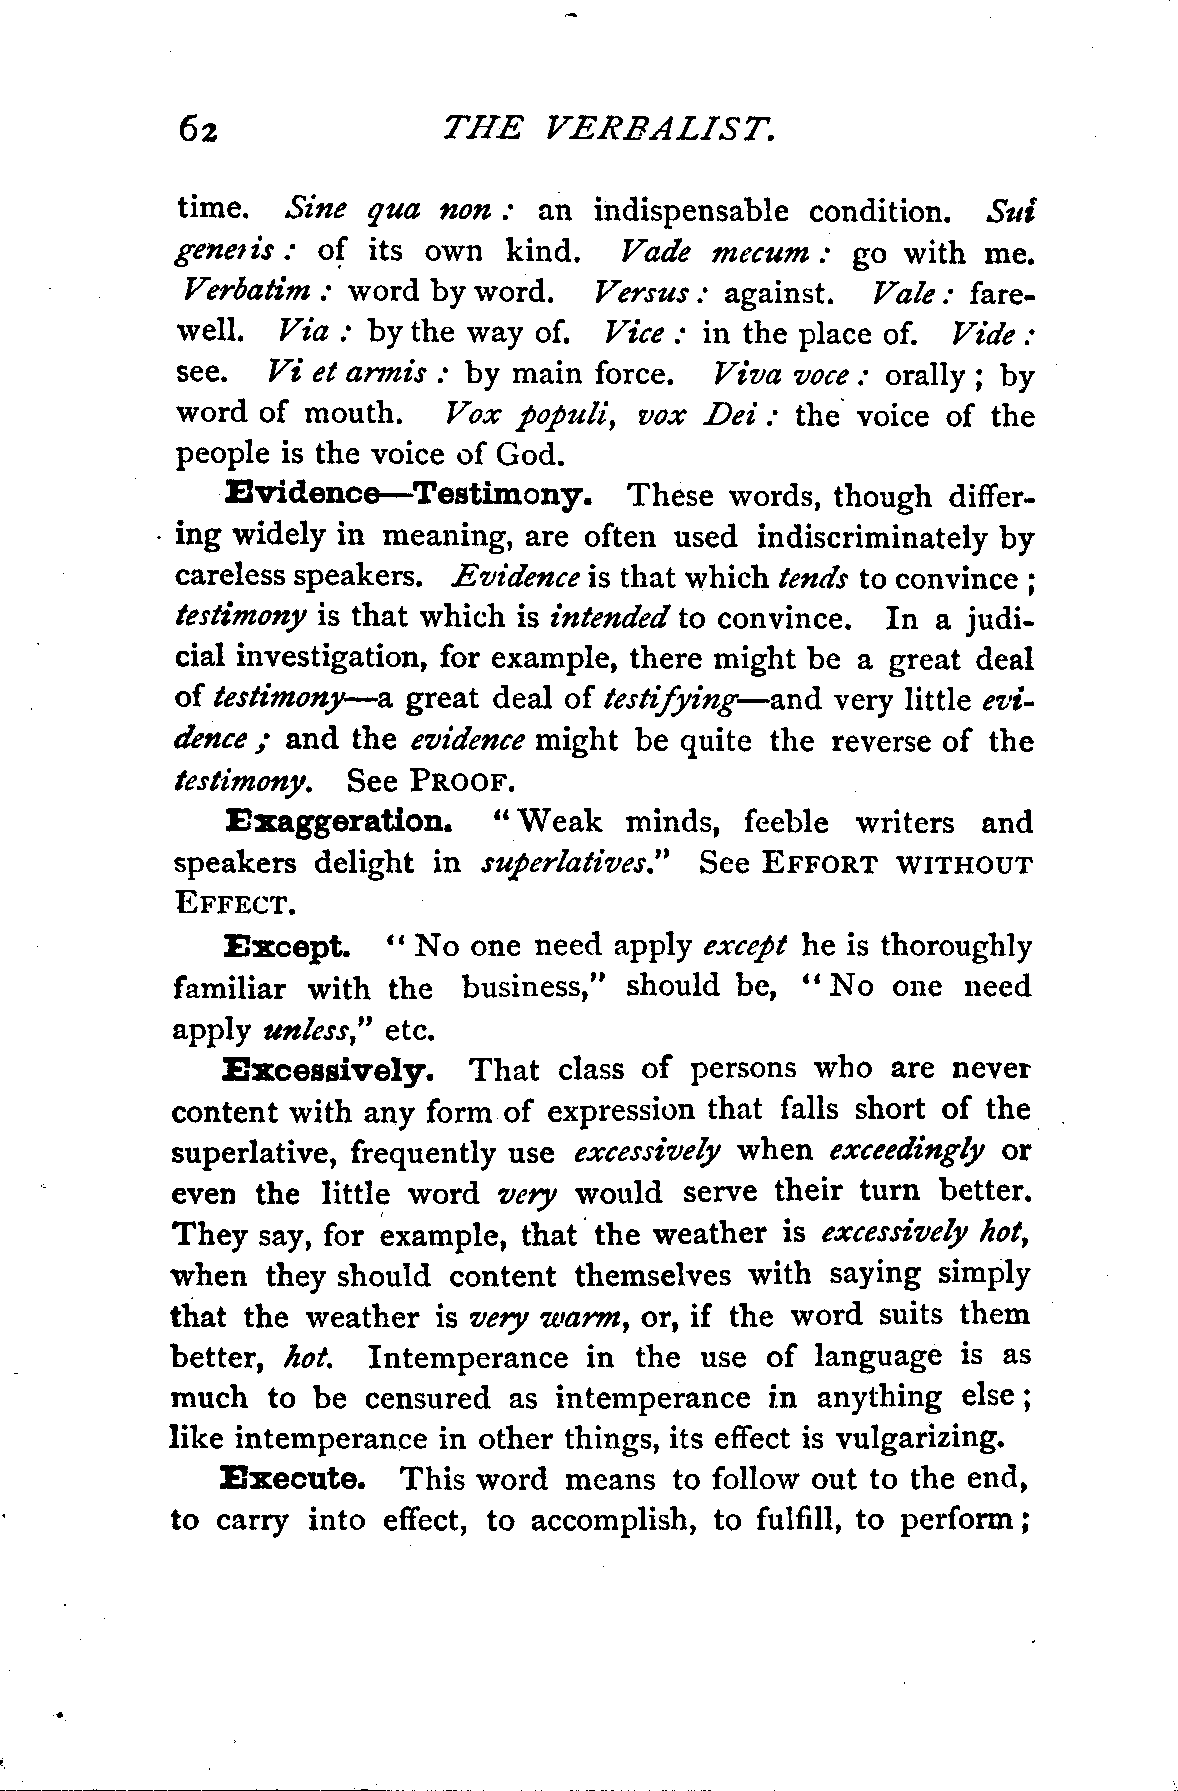 62 THE VERBALIST.
time. Sine qua non : an indispensable condition. Sui
generis : of its own kind. Vade mecum : go with me.
Verbatim : word by word. Versus : against. Vale : fare-
well. Via : by the way of. Vice : in the place of. Vide :
see. Vi et armis : by main force. Viva voce : orally ; by
word of mouth. Vox populi, vox Dei : the voice of the
people is the voice of God.
Evidence—Testimony. These words, though differ-
ing widely in meaning, are often used indiscriminately by
careless speakers. Evidence is that which tends to convince ;
testimony is that which is intended to convince. In a judi-
cial investigation, for example, there might be a great deal
of testimony—a great deal of testifying—and very little evi-
dence ; and the evidence might be quite the reverse of the
testimony. See PROOF.
Exaggeration. “ Weak minds, feeble writers and
speakers delight in superlatives.” See EFFORT WITHOUT
EFFECT.
Except. “ No one need apply except he is thoroughly
familiar with the business,” should be, “ No one need
apply unless,” etc.
Excessively. That class of persons who are never
content with any form of expression that falls short of the
superlative, frequently use excessively when exceedingly or
even the little word very would serve their turn better.
They say, for example, that the weather is excessively hot,
when they should content themselves with saying simply
that the weather is very warm, or, if the word suits them
better, hot. Intemperance in the use of language is as
much to be censured as intemperance in anything else ;
like intemperance in other things, its effect is vulgarizing.
Execute. This word means to follow out to the end,
to carry into effect, to accomplish, to fulfill, to perform ;